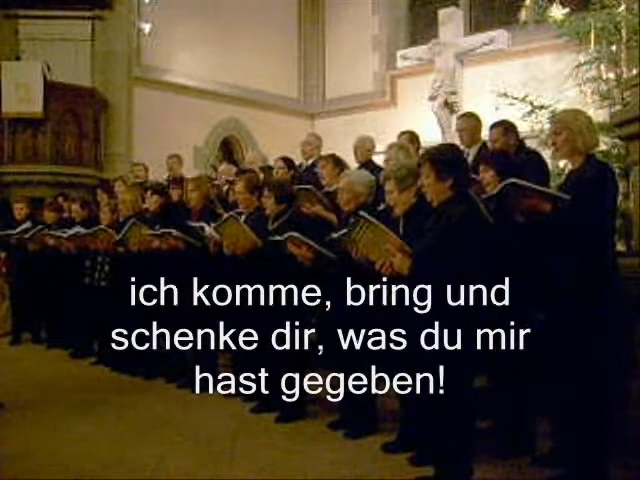 ich komme, bring und
schenke dir, was du mir
hast gegeben!